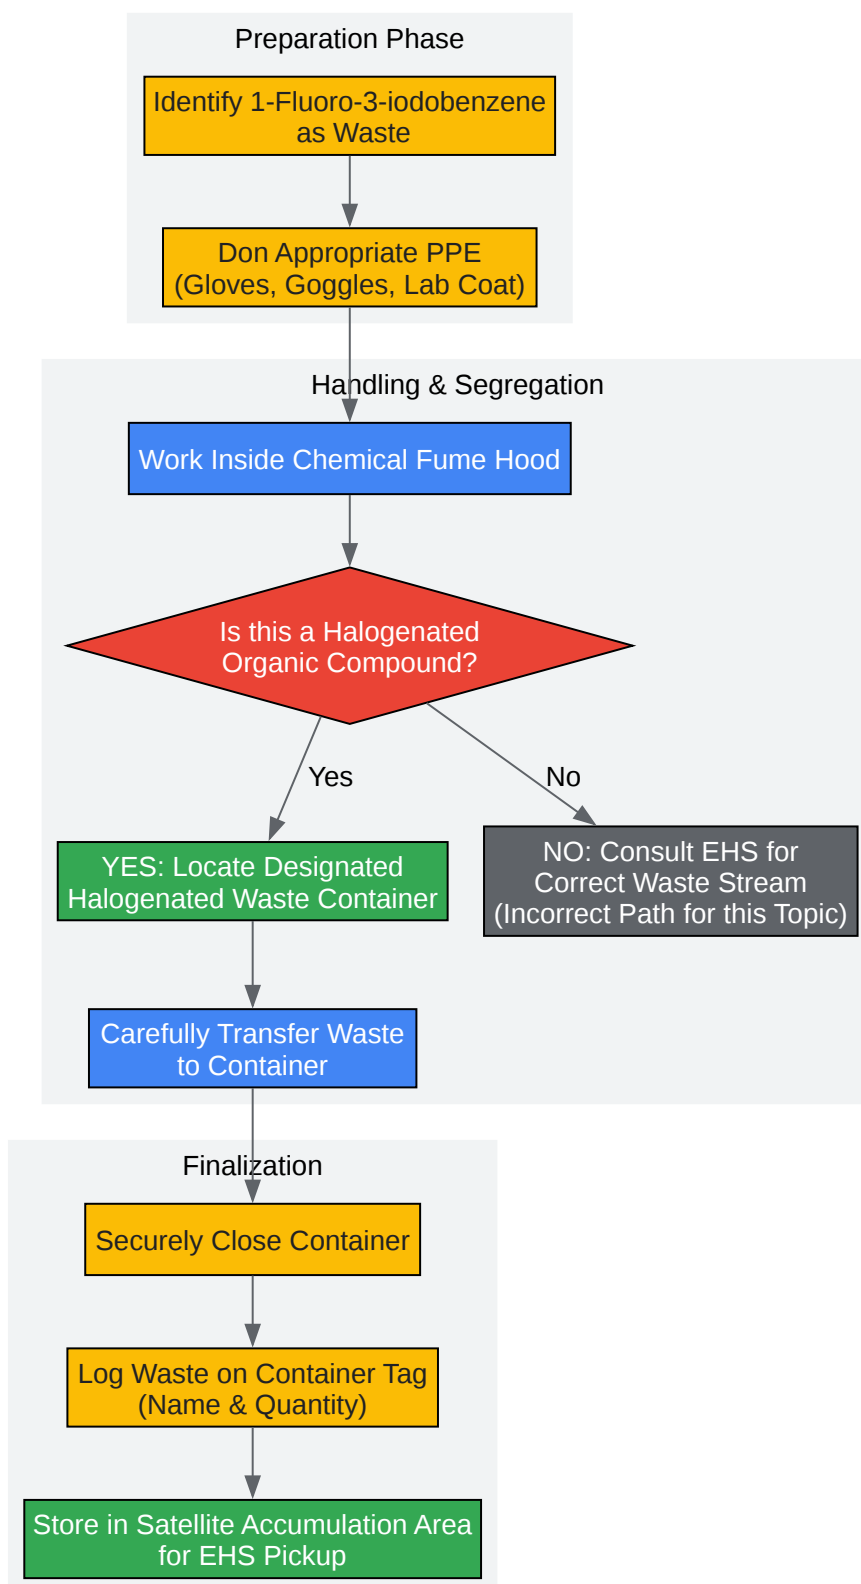 Preparation Phase
Identify 1-Fluoro-3-iodobenzene
as Waste
Don Appropriate PPE
(Gloves, Goggles, Lab Coat)
Handling & Segregation
Work Inside Chemical Fume Hood
Is this a Halogenated
Organic Compound?
Yes
No
YES: Locate Designated
Halogenated Waste Container
NO: Consult EHS for
Correct Waste Stream
(Incorrect Path for this Topic)
Carefully Transfer Waste
to Container
Finalization
Securely Close Container
Log Waste on Container Tag
(Name & Quantity)
Store in Satellite Accumulation Area
for EHS Pickup